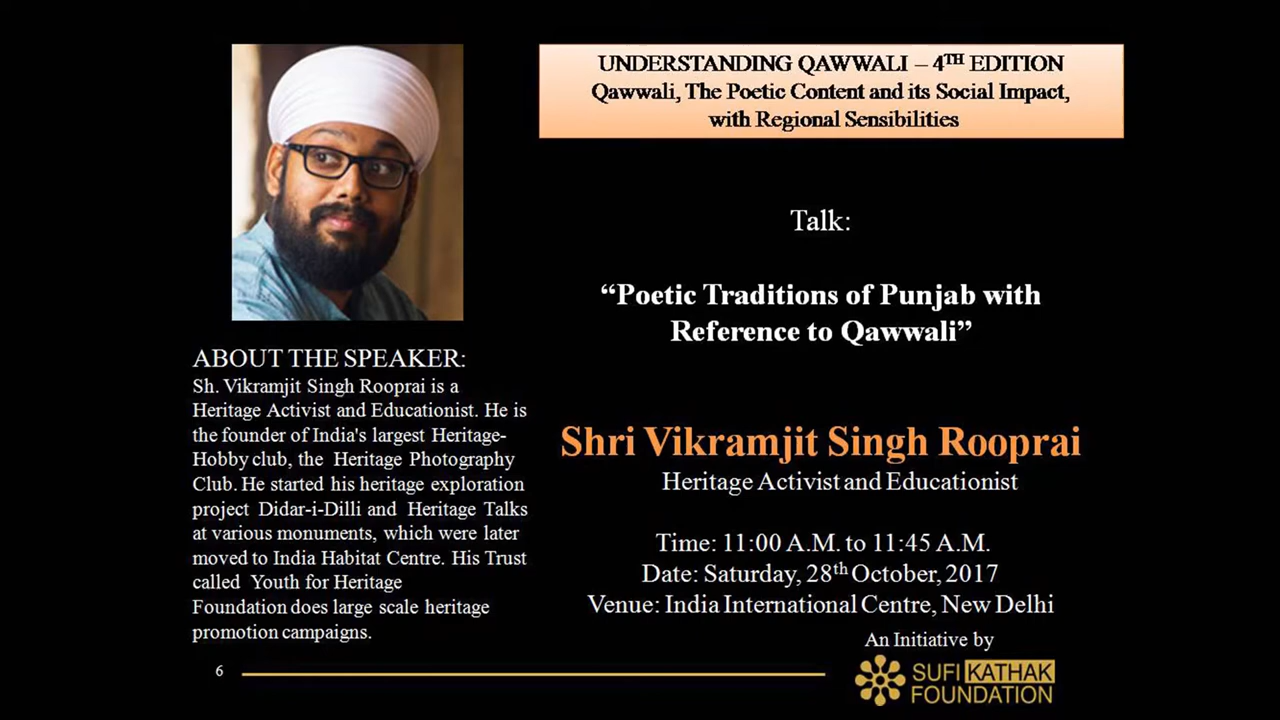 UNDERSTANDING QAWWALI – 4TH EDITION
Qawwali, The Poetic Content and its Social Impact,
with Regional Sensibilities
Talk:
“Poetic Traditions of Punjab with
Reference to Qawwali”
Shri Vikramjit Singh Rooprai
Heritage Activist and Educationist
Time: 11:00 A.M. to 11:45 A.M.
Date: Saturday, 28th October, 2017
Venue: India International Centre, New Delhi
ABOUT THE SPEAKER:
Sh. Vikramjit Singh Rooprai is a
Heritage Activist and Educationist. He is
the founder of India's largest Heritage-
Hobby club, the Heritage Photography
Club. He started his heritage exploration
project Didar-i-Dilli and Heritage Talks
at various monuments, which were later
moved to India Habitat Centre. His Trust
called Youth for Heritage
Foundation does large scale heritage
promotion campaigns.
6
An Initiative by
SUFI KATHAK
FOUNDATION